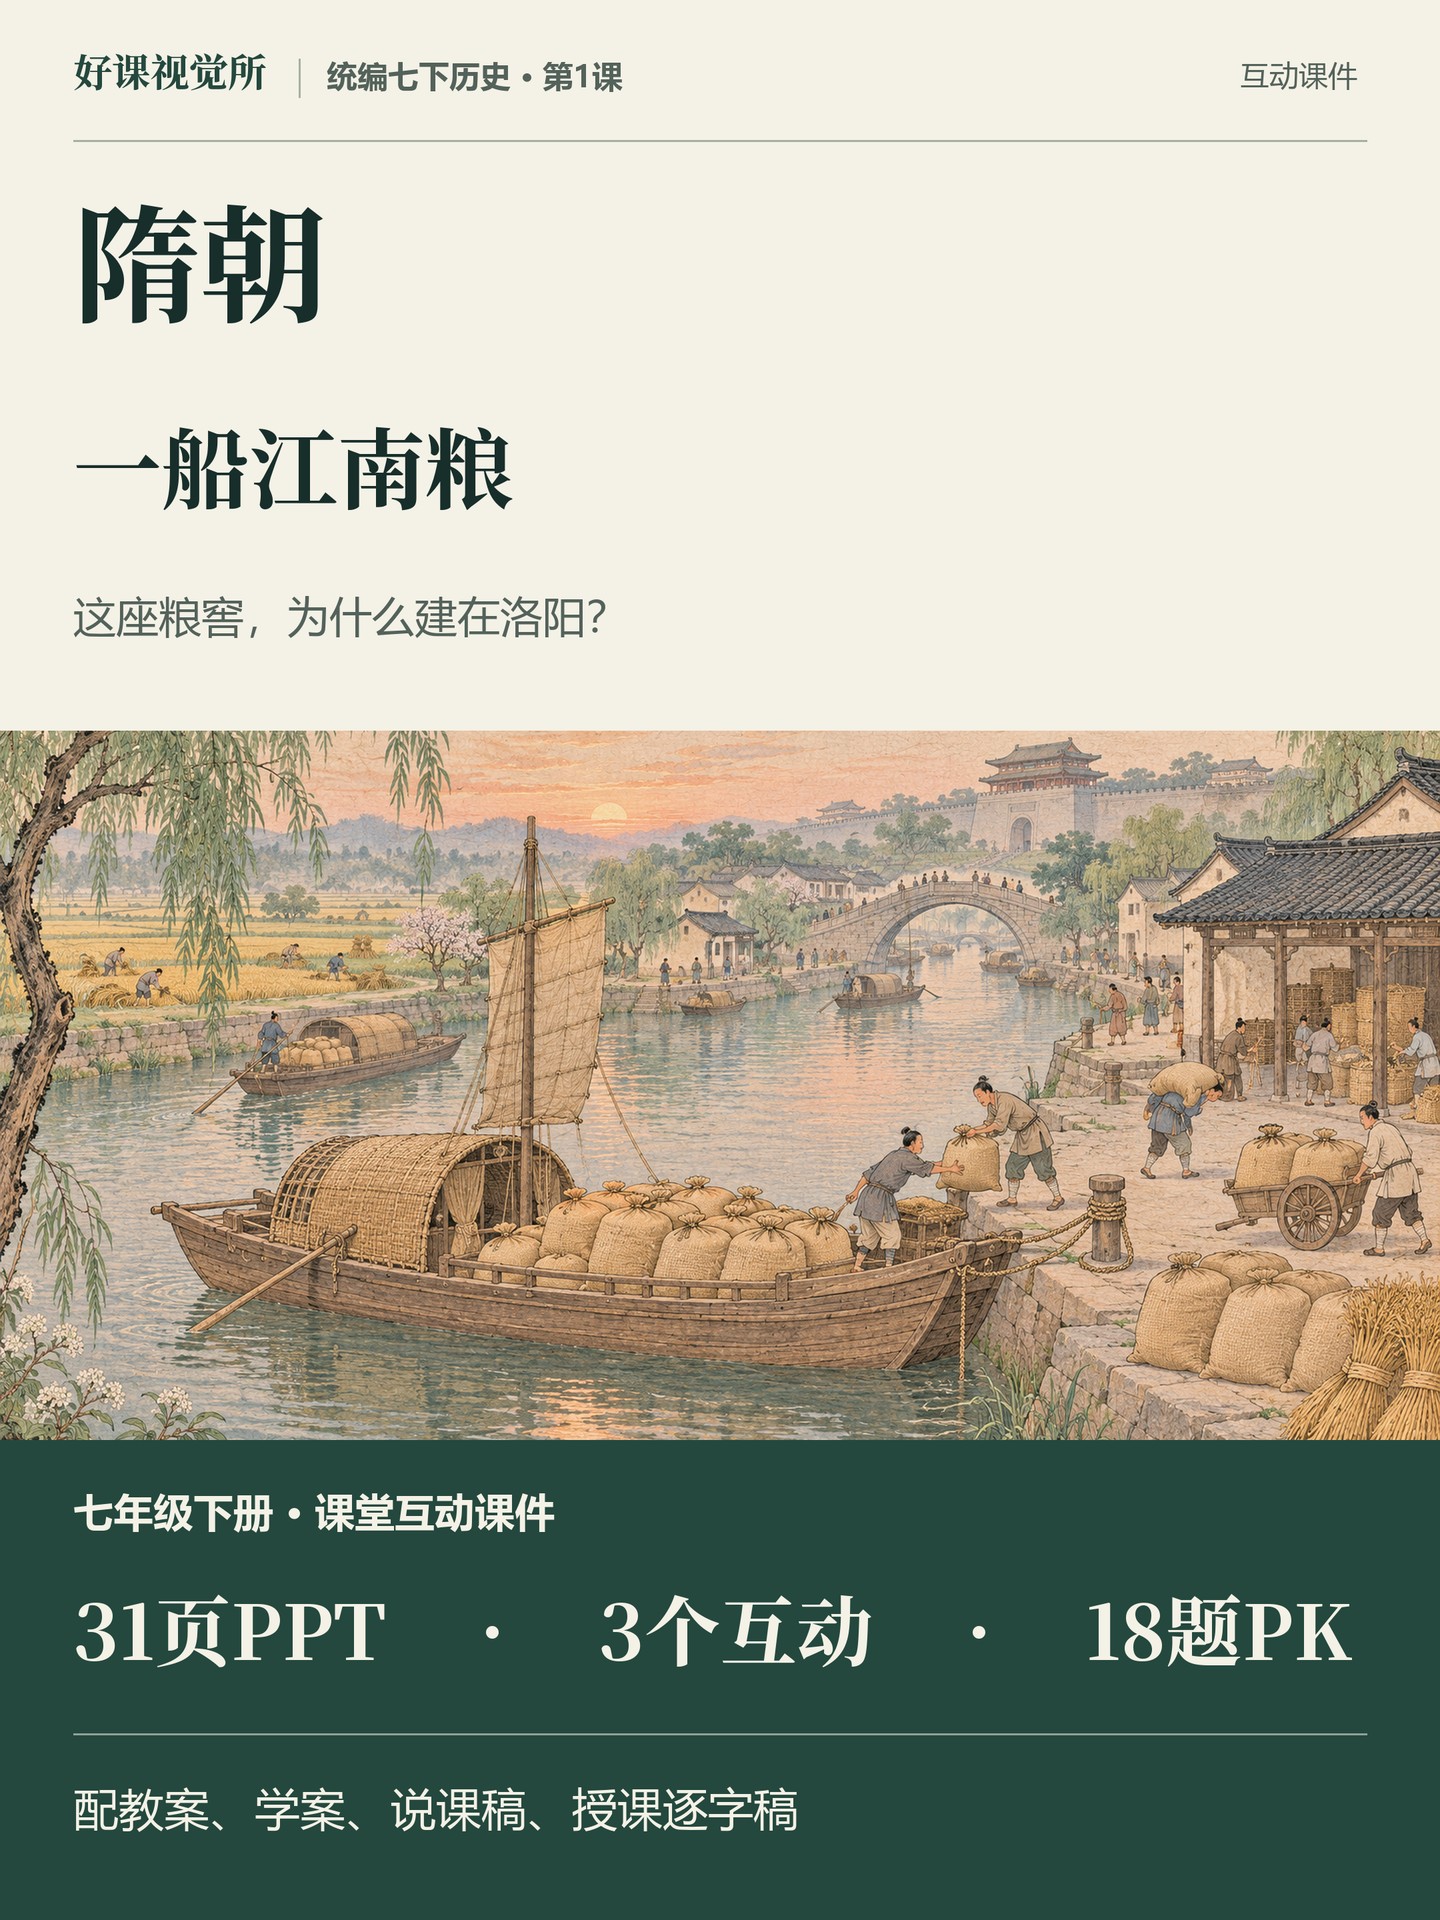 好课视觉所 统编七下历史·第1课 互动课件
隋朝
一船江南粮
这座粮窖，为什么建在洛阳？
七年级下册·课堂互动课件
31页PPT · 3个互动 · 18题PK
配教案、学案、说课稿、授课逐字稿